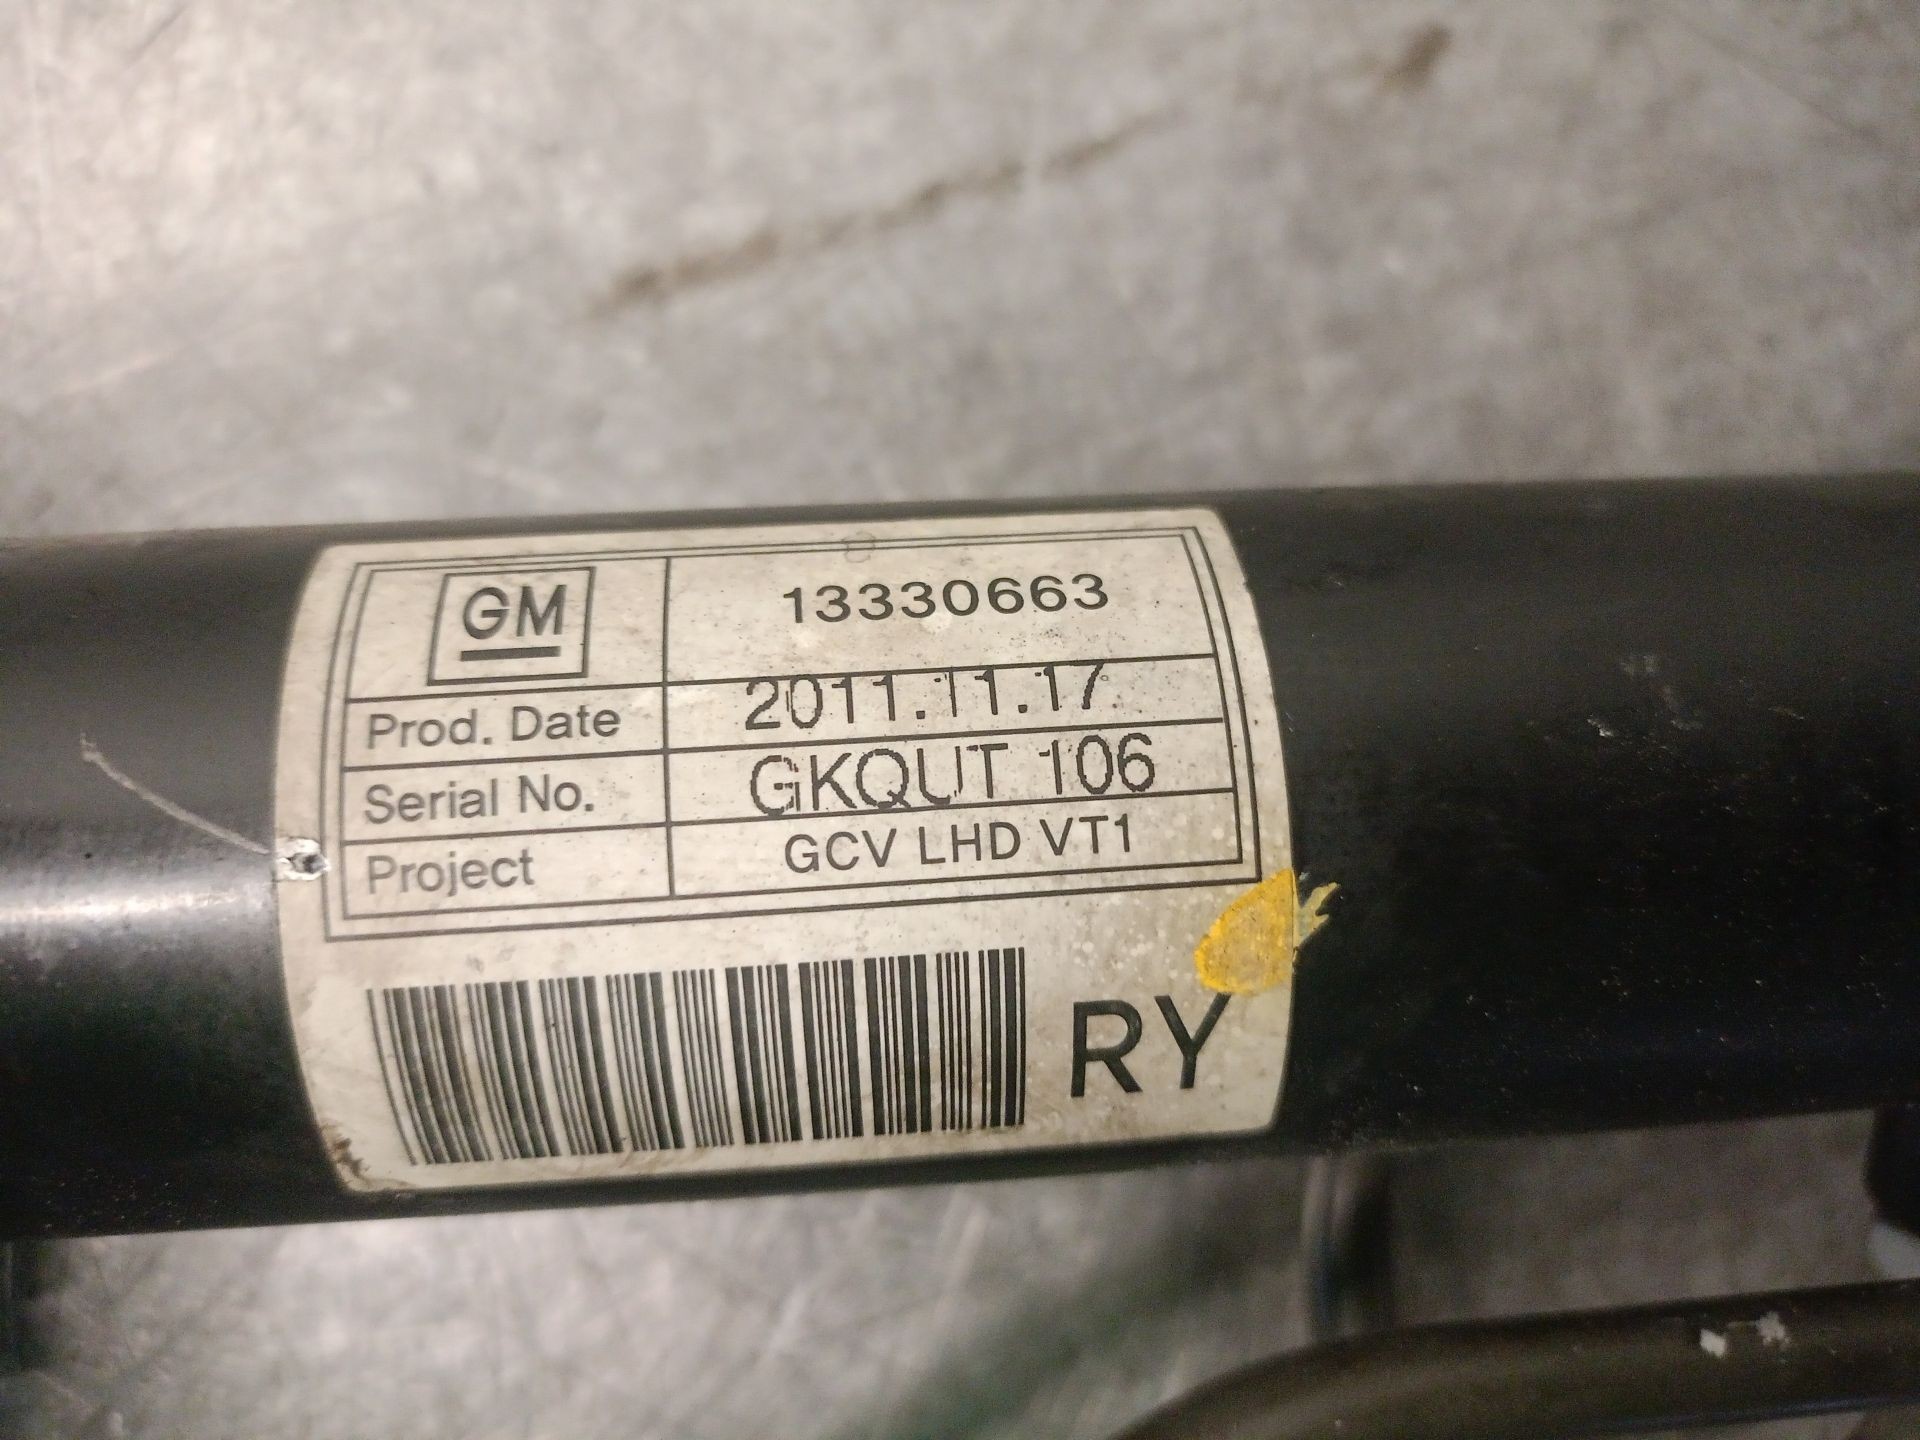 GM 13330663
Prod. Date 2011.11.17
Serial No. GKQUT 106
Project GCV LHD VT1
RY